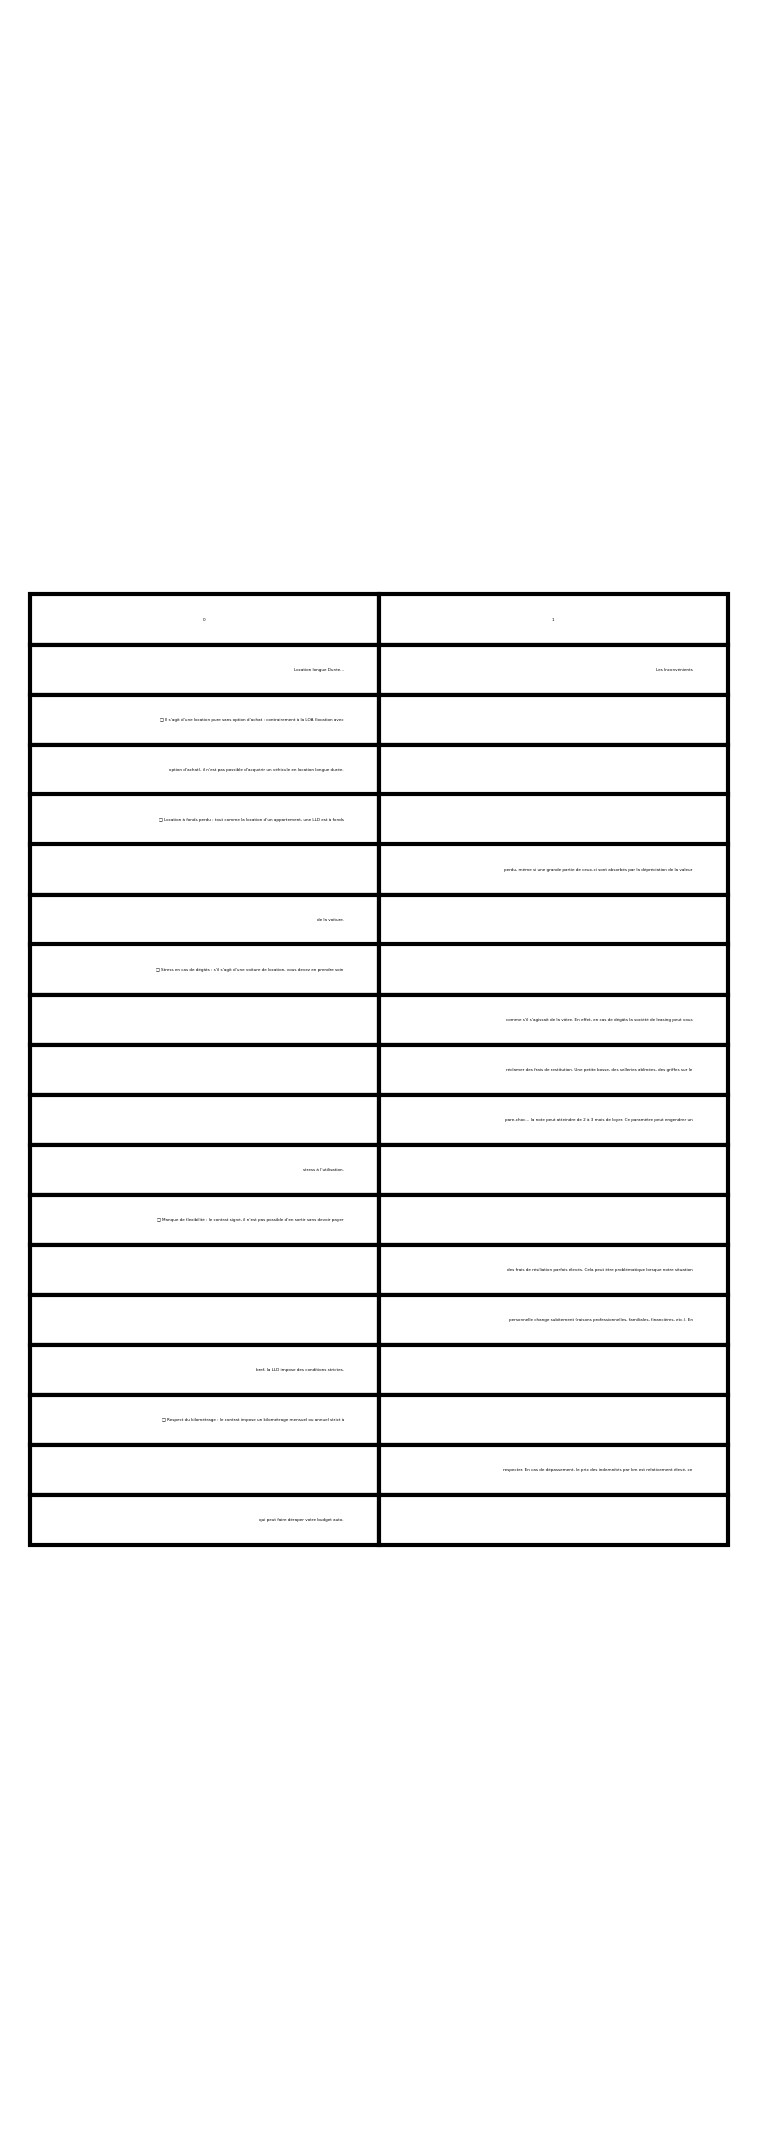 0 1
Location longue Durée... Les Inconvénients
❑ Il s'agit d'une location pure sans option d'achat : contrairement à la LOA (location avec
option d'achat), il n'est pas possible d'acquérir un véhicule en location longue durée.
❑ Location à fonds perdu : tout comme la location d'un appartement, une LLD est à fonds
perdu, même si une grande partie de ceux-ci sont absorbés par la dépréciation de la valeur
de la voiture.
❑ Stress en cas de dégâts : s'il s'agit d'une voiture de location, vous devez en prendre soin
comme s'il s'agissait de la vôtre. En effet, en cas de dégâts la société de leasing peut vous
réclamer des frais de restitution. Une petite bosse, des selleries abîmées, des griffes sur le
pare-choc... la note peut atteindre de 2 à 3 mois de loyer. Ce paramètre peut engendrer un
stress à l'utilisation.
❑ Manque de flexibilité : le contrat signé, il n'est pas possible d'en sortir sans devoir payer
des frais de résiliation parfois élevés. Cela peut être problématique lorsque notre situation
personnelle change subitement (raisons professionnelles, familiales, financières, etc.). En
bref, la LLD impose des conditions strictes.
❑ Respect du kilométrage : le contrat impose un kilométrage mensuel ou annuel strict à
respecter. En cas de dépassement, le prix des indemnités par km est relativement élevé, ce
qui peut faire déraper votre budget auto.